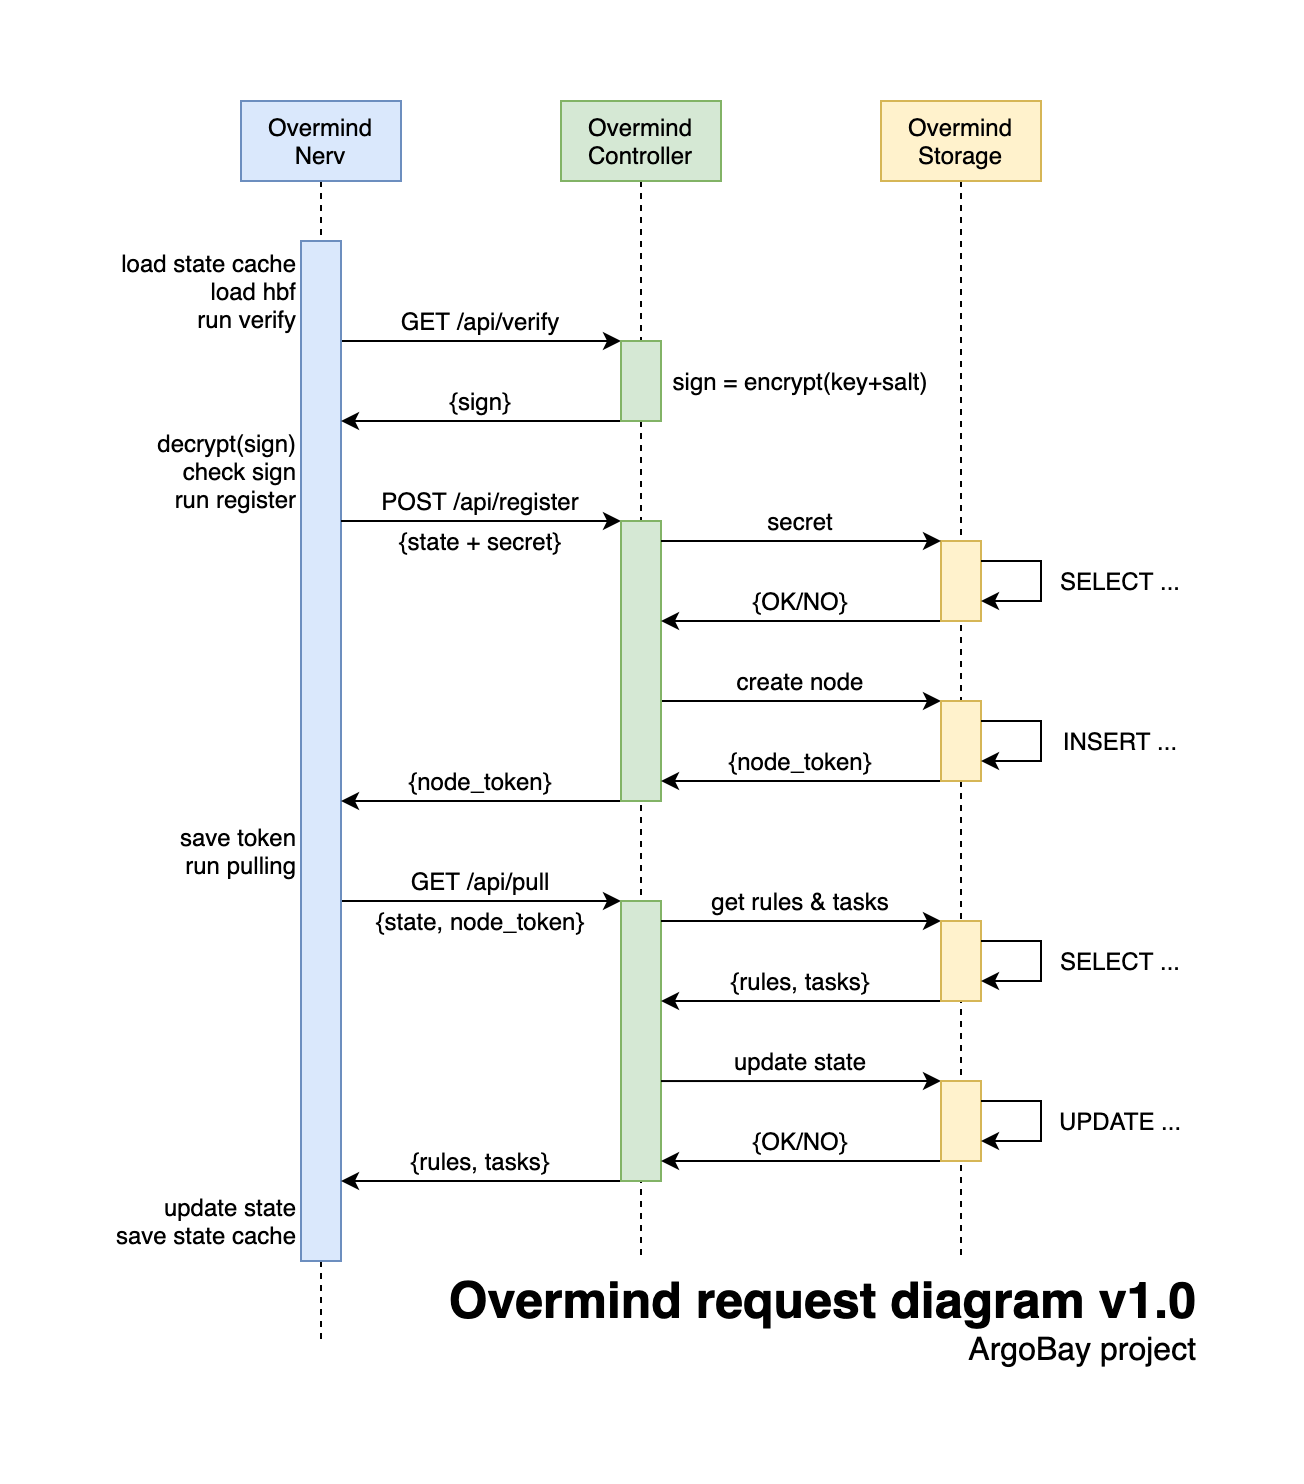 Overmind
Nerv
Overmind
Controller
Overmind
Storage
load state cache
load hbf
run verify
GET /api/verify
sign = encrypt(key+salt)
{sign}
decrypt(sign)
check sign
run register
POST /api/register
{state + secret}
secret
SELECT ...
{OK/NO}
create node
INSERT ...
{node_token}
{node_token}
save token
run pulling
GET /api/pull
{state, node_token}
get rules & tasks
SELECT ...
{rules, tasks}
update state
UPDATE ...
{OK/NO}
{rules, tasks}
update state
save state cache
Overmind request diagram v1.0
ArgoBay project